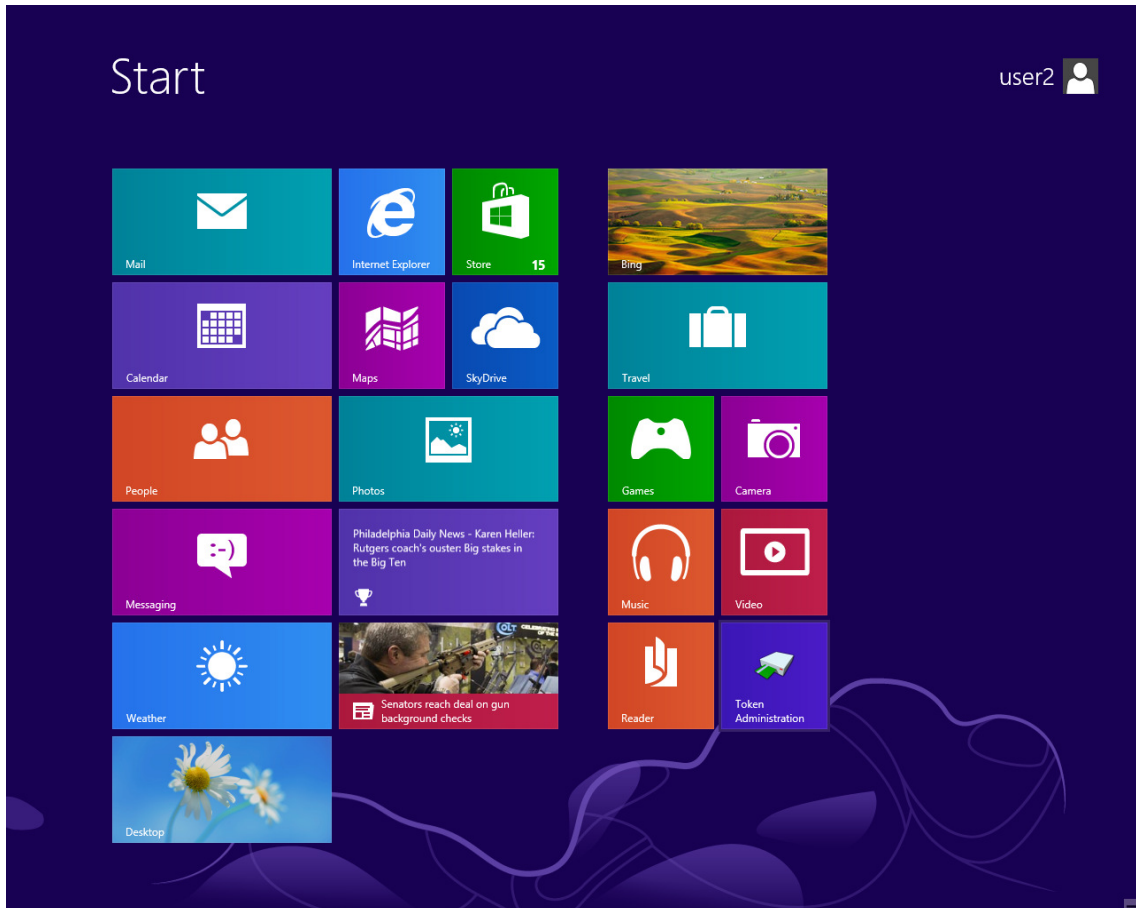 Start
user2
Mail
Internet Explorer
Store
15
Bing
Calendar
Maps
SkyDrive
Travel
People
Photos
Games
Camera
Messaging
Philadelphia Daily News - Karen Heller:
Rutgers coach's ouster: Big stakes in
the Big Ten
Music
Video
Weather
COLT
Senators reach deal on gun
background checks
Reader
Token
Administration
Desktop